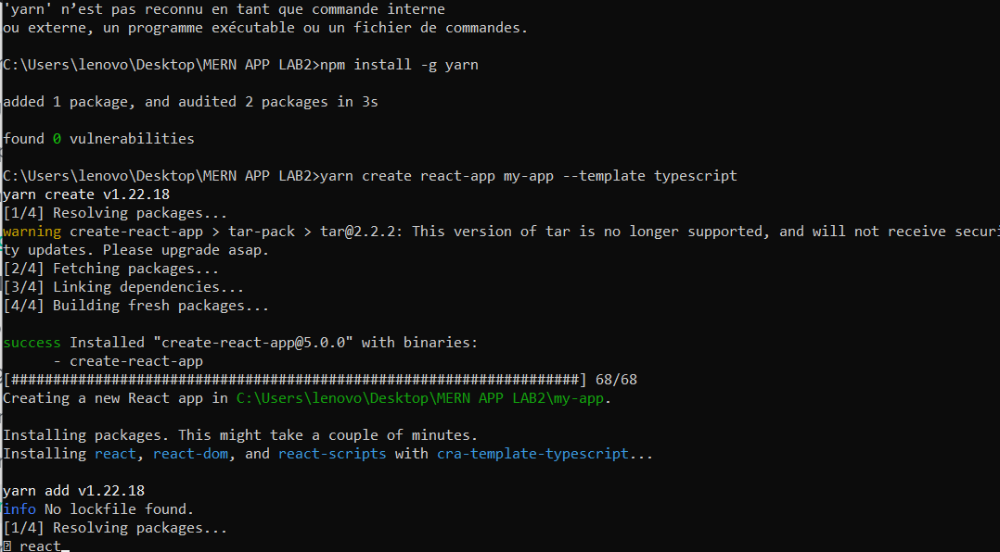 'yarn' n’est pas reconnu en tant que commande interne
ou externe, un programme exécutable ou un fichier de commandes.
C:\Users\lenovo\Desktop\MERN APP LAB2>npm install -g yarn
added 1 package, and audited 2 packages in 3s
found 0 vulnerabilities
C:\Users\lenovo\Desktop\MERN APP LAB2>yarn create react-app my-app --template typescript
yarn create v1.22.18
[1/4] Resolving packages...
warning create-react-app > tar-pack > tar@2.2.2: This version of tar is no longer supported, and will not receive securi
ty updates. Please upgrade asap.
[2/4] Fetching packages...
[3/4] Linking dependencies...
[4/4] Building fresh packages...
success Installed "create-react-app@5.0.0" with binaries:
- create-react-app
[####################################################################] 68/68
Creating a new React app in C:\Users\lenovo\Desktop\MERN APP LAB2\my-app.
Installing packages. This might take a couple of minutes.
Installing react, react-dom, and react-scripts with cra-template-typescript...
yarn add v1.22.18
info No lockfile found.
[1/4] Resolving packages...
react